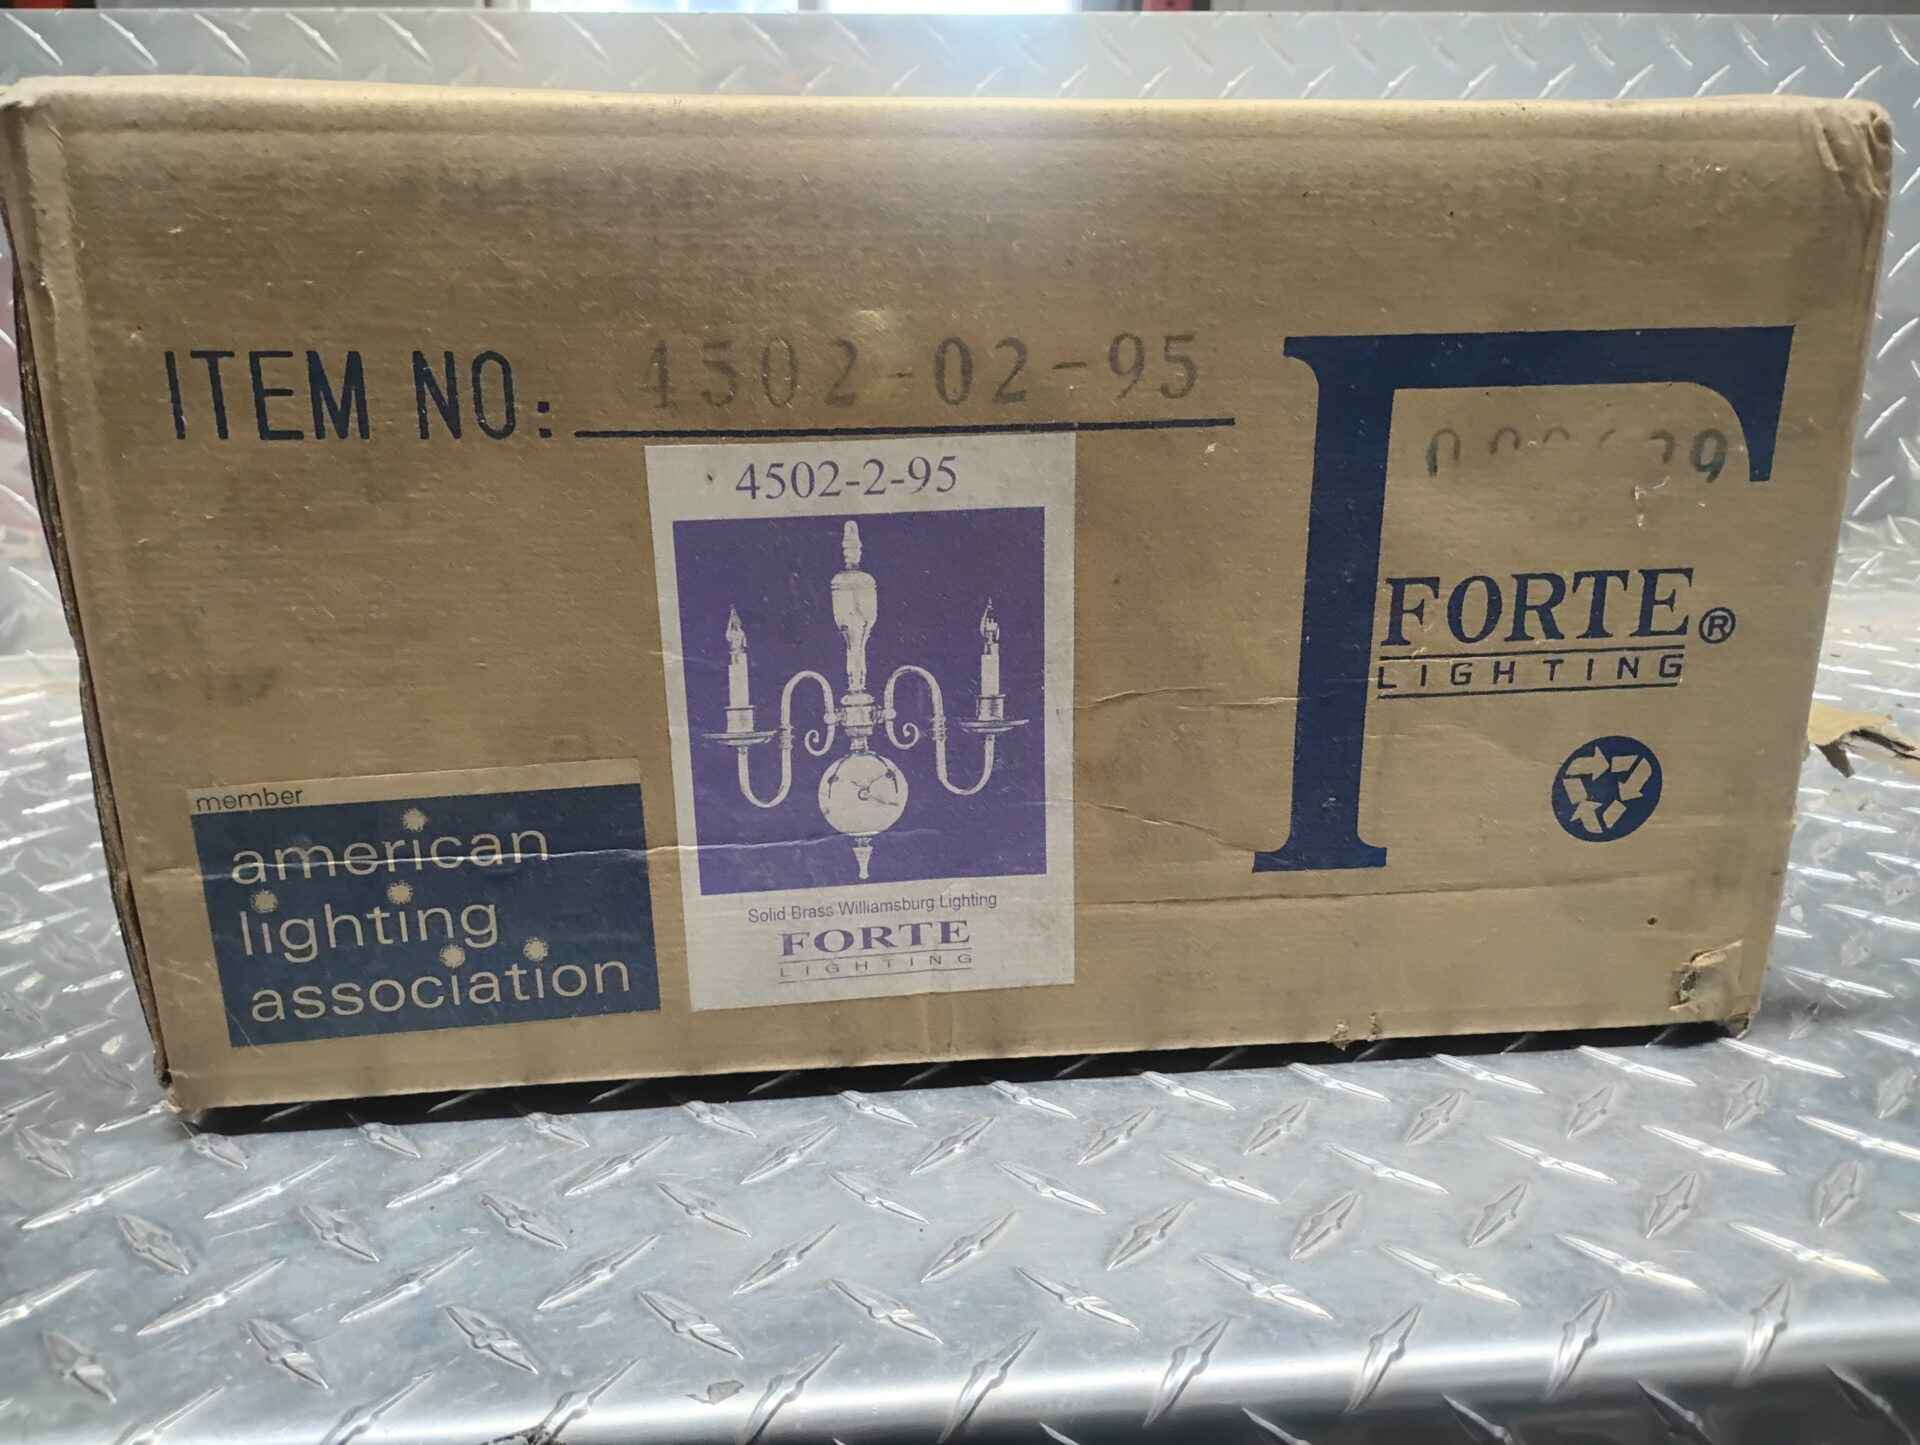 ITEM NO: 4502-02-95
4502-2-95
Solid Brass Williamsburg Lighting
FORTE
LIGHTING
member
american
lighting
association
FORTE®
LIGHTING